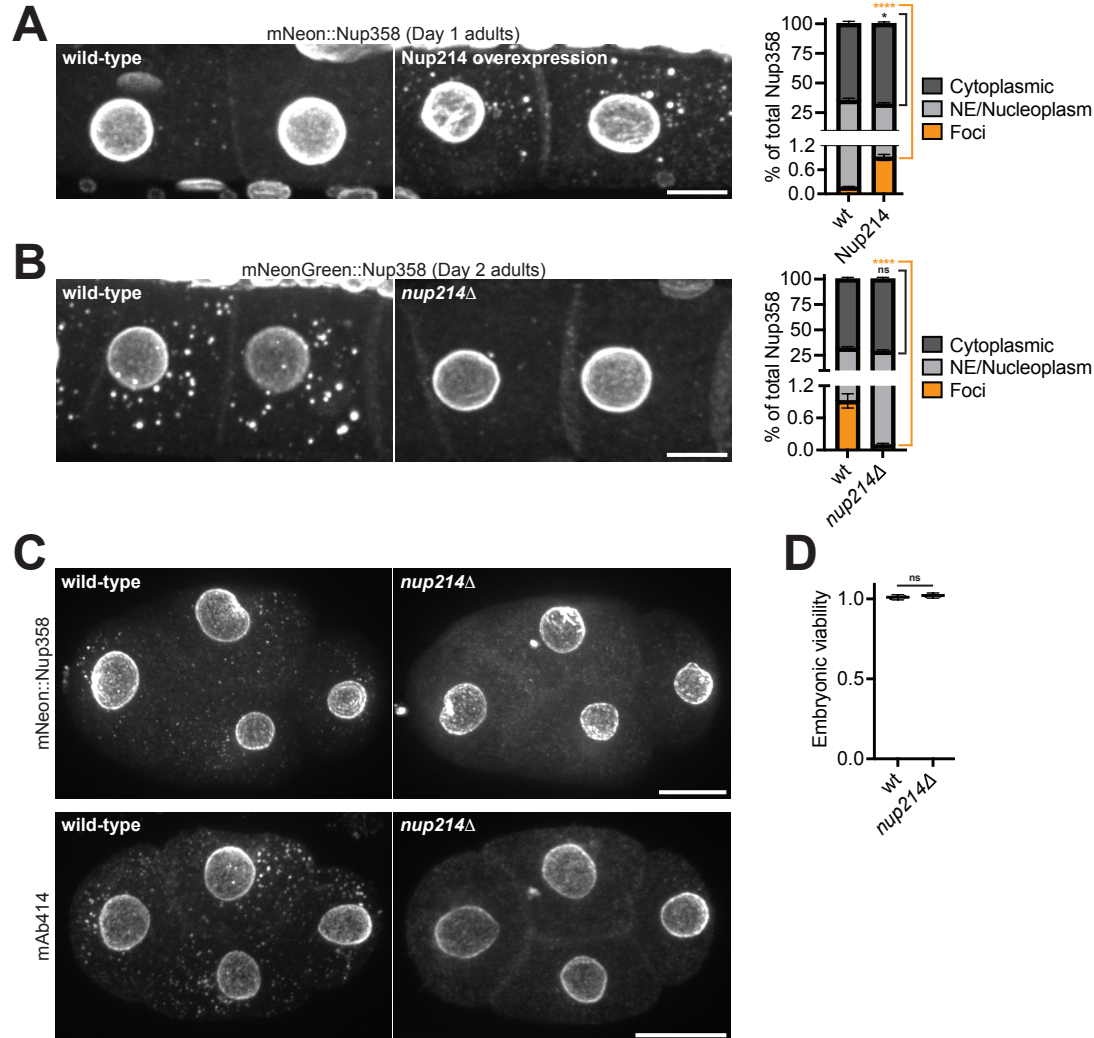 A
mNeon::Nup358 (Day 1 adults)
wild-type
Nup214 overexpression
% of total Nup358
100
50
25
1.2
0.6
0.0
wt
Nup214
****
*
Cytoplasmic
NE/Nucleoplasm
Foci
B
mNeonGreen::Nup358 (Day 2 adults)
wild-type
nup214Δ
% of total Nup358
100
75
50
25
1.2
0.6
0.0
wt
nup214Δ
****
ns
Cytoplasmic
NE/Nucleoplasm
Foci
C
mNeon::Nup358
wild-type
nup214Δ
mAb414
wild-type
nup214Δ
D
Embryonic viability
1.0
0.5
0.0
ns
wt
nup214Δ